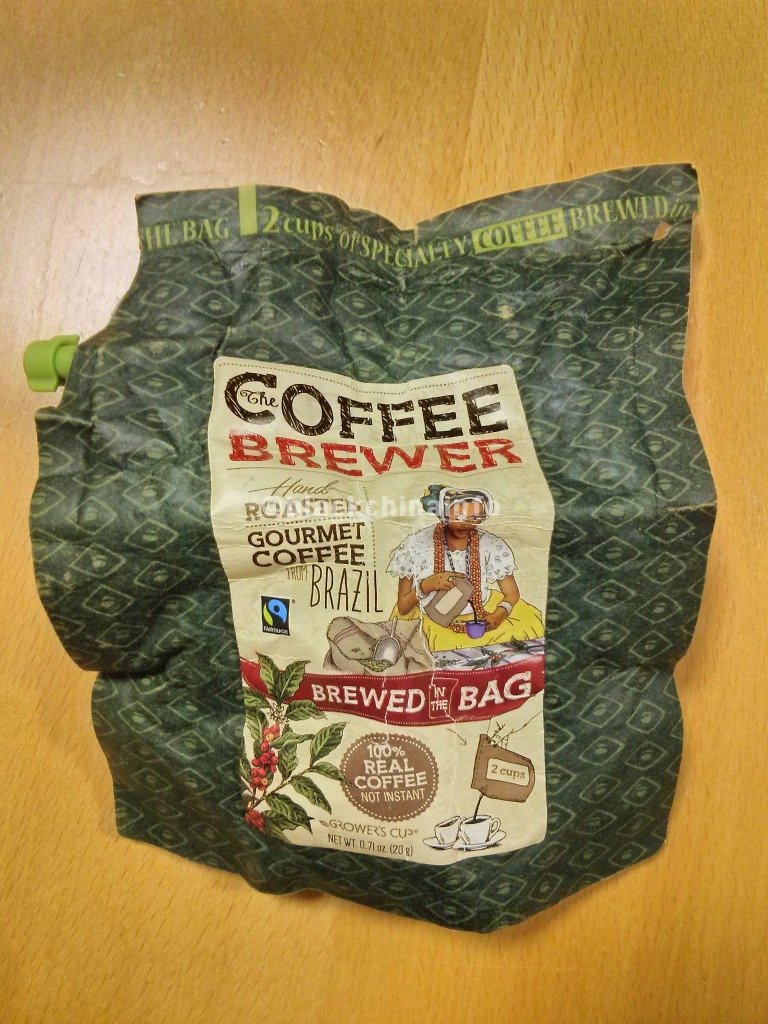 THE BAG 2 cups of SPECIALTY COFFEE BREWED in
The COFFEE
BREWER
Hand
ROASTED
GOURMET
COFFEE
FROM BRAZIL
FAIRTRADE
BREWED IN THE BAG
100%
REAL
COFFEE
NOT INSTANT
2 cups
GROWER'S CUP®
NET WT. 0.71 oz. (20 g)